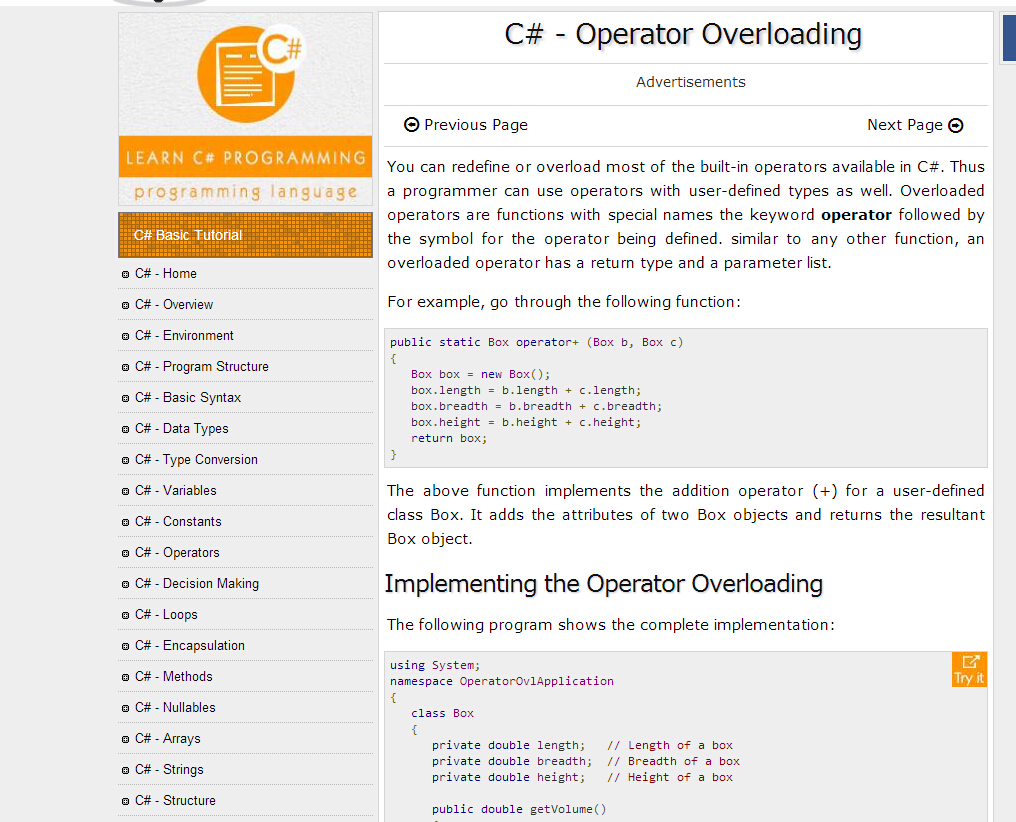 C#
LEARN C# PROGRAMMING
programming language
C# Basic Tutorial
C# - Home
C# - Overview
C# - Environment
C# - Program Structure
C# - Basic Syntax
C# - Data Types
C# - Type Conversion
C# - Variables
C# - Constants
C# - Operators
C# - Decision Making
C# - Loops
C# - Encapsulation
C# - Methods
C# - Nullables
C# - Arrays
C# - Strings
C# - Structure
C# - Operator Overloading
Advertisements
Previous Page
Next Page
You can redefine or overload most of the built-in operators available in C#. Thus
a programmer can use operators with user-defined types as well. Overloaded
operators are functions with special names the keyword operator followed by
the symbol for the operator being defined. similar to any other function, an
overloaded operator has a return type and a parameter list.
For example, go through the following function:
public static Box operator+ (Box b, Box c)
{
   Box box = new Box();
   box.length = b.length + c.length;
   box.breadth = b.breadth + c.breadth;
   box.height = b.height + c.height;
   return box;
}
The above function implements the addition operator (+) for a user-defined
class Box. It adds the attributes of two Box objects and returns the resultant
Box object.
Implementing the Operator Overloading
The following program shows the complete implementation:
Try it
using System;
namespace OperatorOvlApplication
{
   class Box
   {
      private double length;   // Length of a box
      private double breadth;  // Breadth of a box
      private double height;   // Height of a box
      public double getVolume()